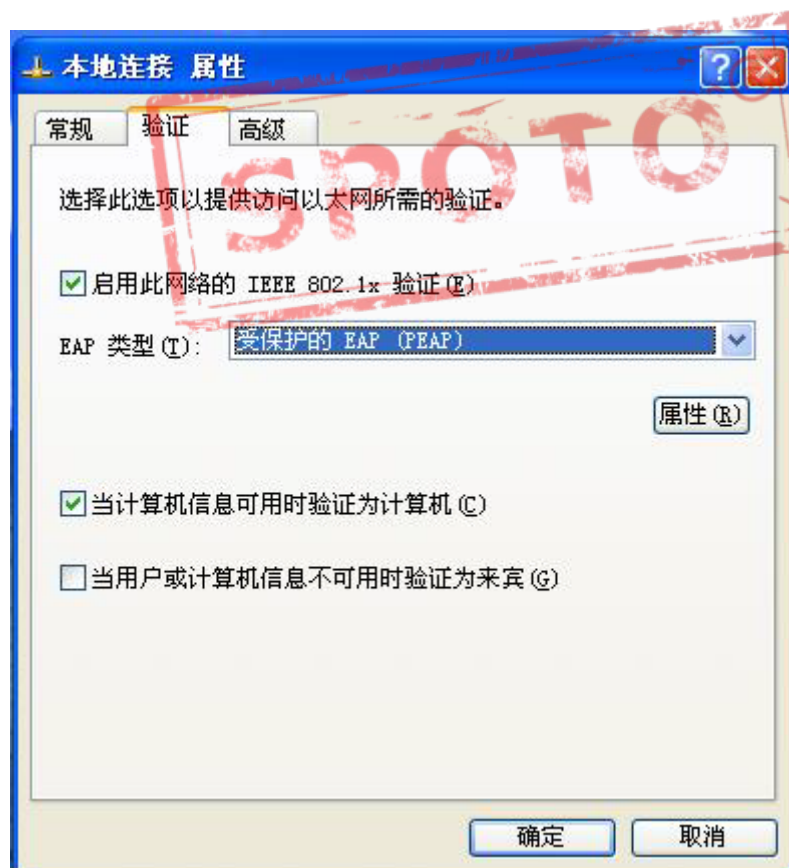 本地连接 属性
常规 验证 高级
SPOTO
选择此选项以提供访问以太网所需的验证。
启用此网络的 IEEE 802.1x 验证(E)
EAP 类型(T): 受保护的 EAP (PEAP)
属性(R)
当计算机信息可用时验证为计算机(C)
当用户或计算机信息不可用时验证为来宾(G)
确定 取消